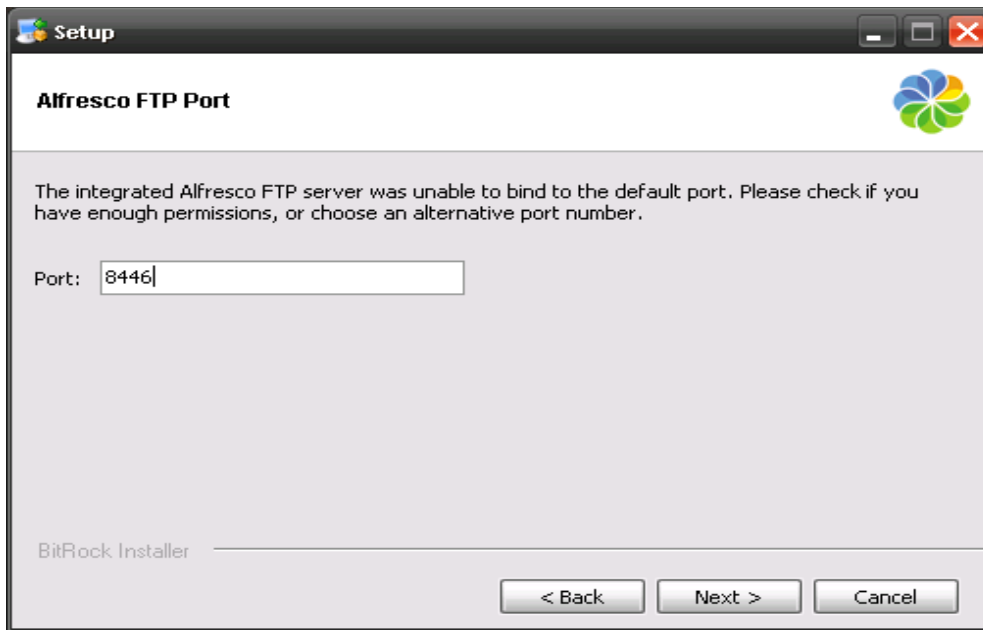 Setup
Alfresco FTP Port
The integrated Alfresco FTP server was unable to bind to the default port. Please check if you
have enough permissions, or choose an alternative port number.
Port: 8446
BitRock Installer
< Back Next > Cancel